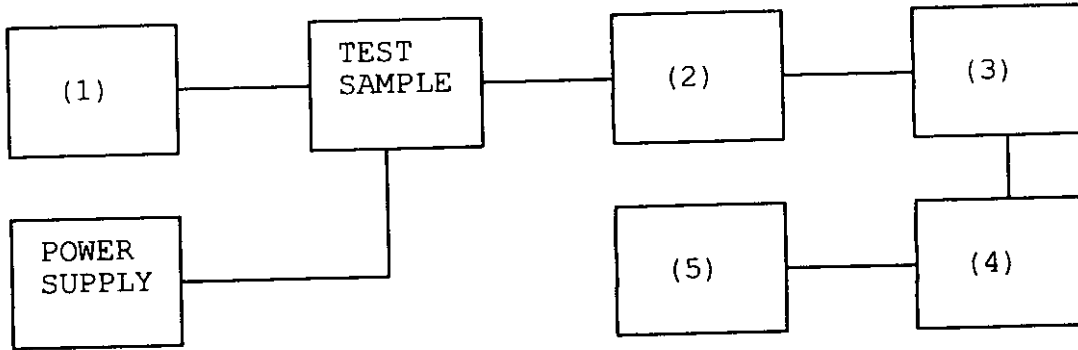 (1)
TEST
SAMPLE
(2)
(3)
POWER
SUPPLY
(5)
(4)